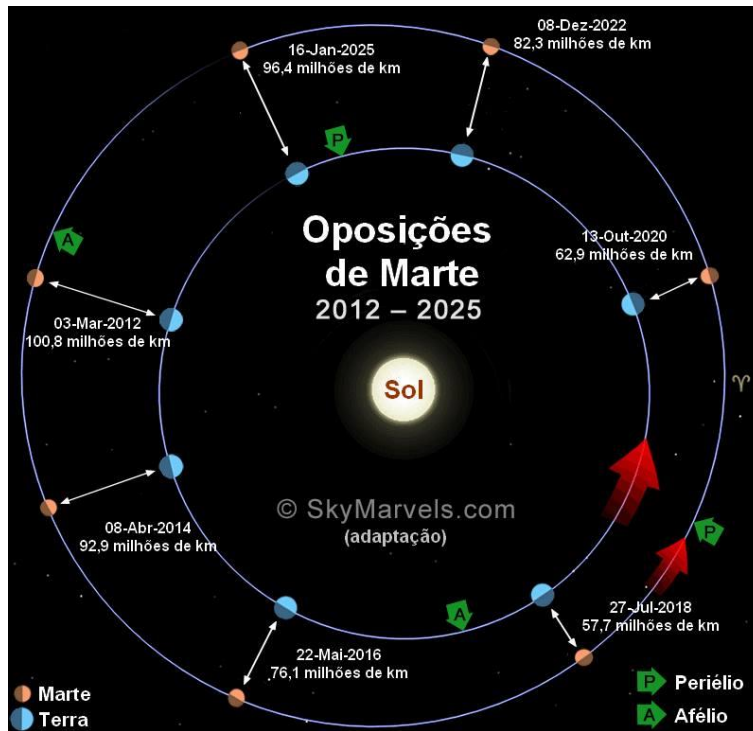 08-Dez-2022
82,3 milhões de km
16-Jan-2025
96,4 milhões de km
P
A
Oposições
de Marte
2012 – 2025
13-Out-2020
62,9 milhões de km
03-Mar-2012
100,8 milhões de km
Sol
♈
© SkyMarvels.com
(adaptação)
08-Abr-2014
92,9 milhões de km
P
A
27-Jul-2018
57,7 milhões de km
22-Mai-2016
76,1 milhões de km
Marte
Terra
P Periélio
A Afélio